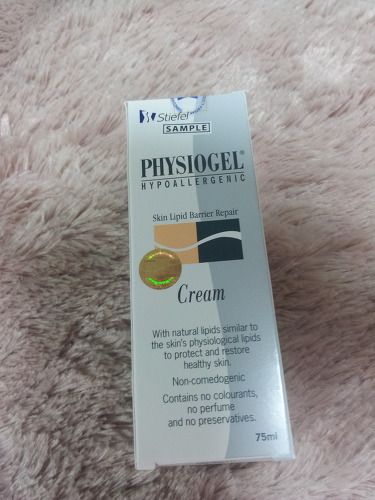 Stiefel
SAMPLE
PHYSIOGEL®
HYPOALLERGENIC
Skin Lipid Barrier Repair
Cream
With natural lipids similar to
the skin's physiological lipids
to protect and restore
healthy skin.
Non-comedogenic
Contains no colourants,
no perfume
and no preservatives.
75ml